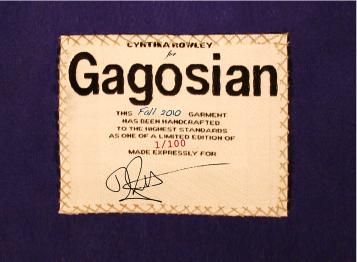 CYNTHIA ROWLEY
for
Gagosian
THIS Fall 2010 GARMENT
HAS BEEN HANDCRAFTED
TO THE HIGHEST STANDARDS
AS ONE OF A LIMITED EDITION OF
1/100
MADE EXPRESSLY FOR